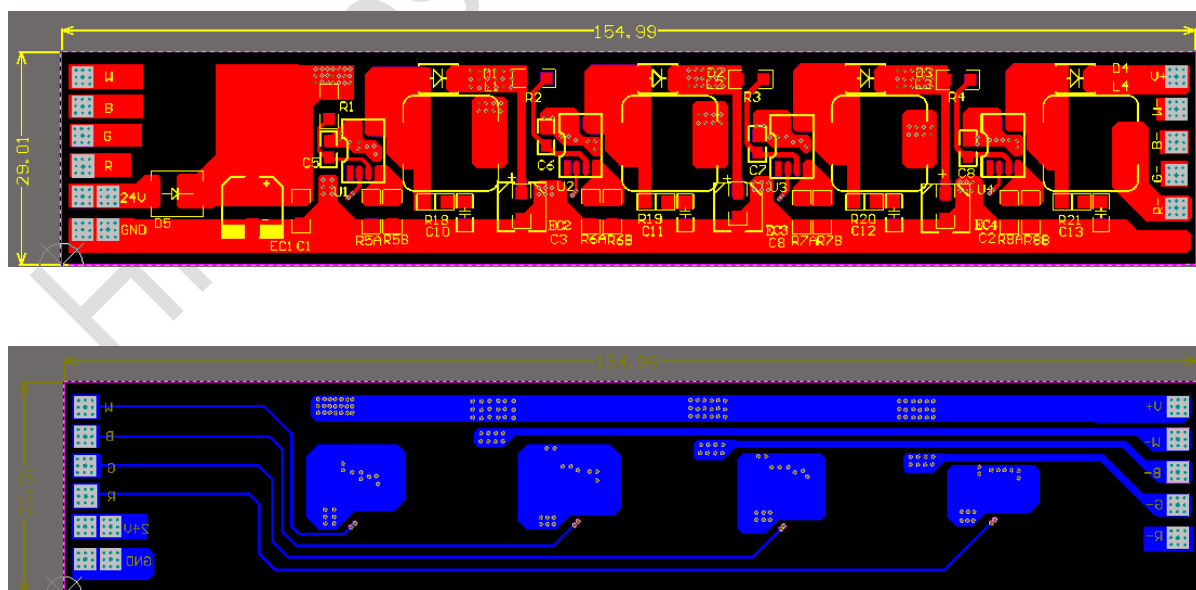 154.99
29.01
W
B
G
R
24V
GND
D5
EC1
C1
R1
C5
U1
R5A
R5B
D1
L1
R18
C10
R2
C6
U2
EC2
C3
R6A
R6B
D2
L2
R19
C11
R3
C7
U3
EC3
C8
R7A
R7B
D3
L3
R20
C12
R4
C8
U4
EC4
C2
R8A
R8B
D4
L4
R21
C13
V+
W-
B-
G-
R-
154.99
W
B
G
R
24V
GND
V+
W-
B-
G-
R-